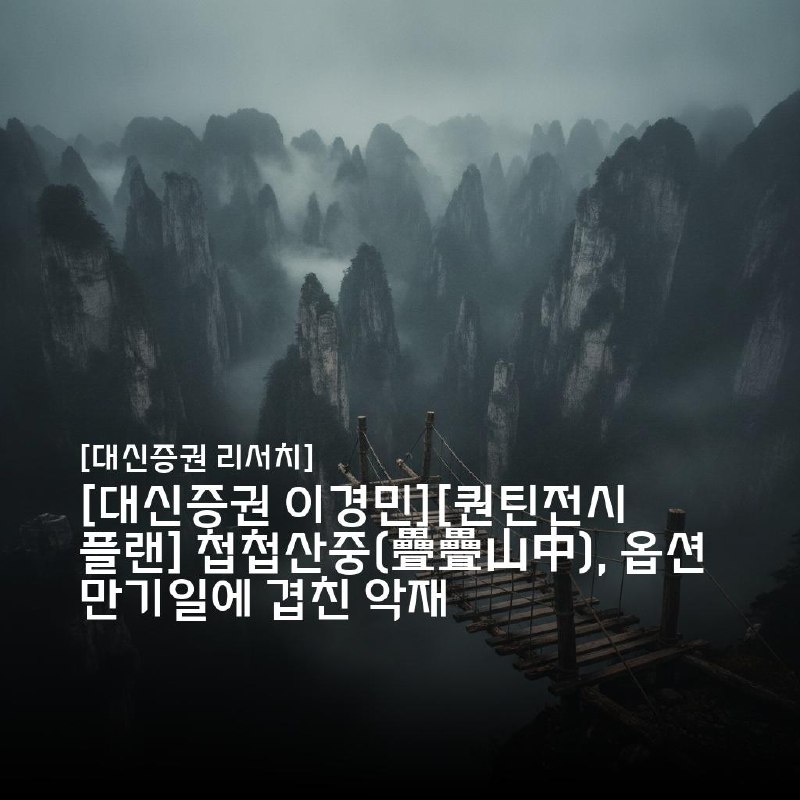 [대신증권 리서치]
[대신증권 이경민][퀀틴전시
플랜] 첩첩산중(疊疊山中), 옵션
만기일에 겹친 악재